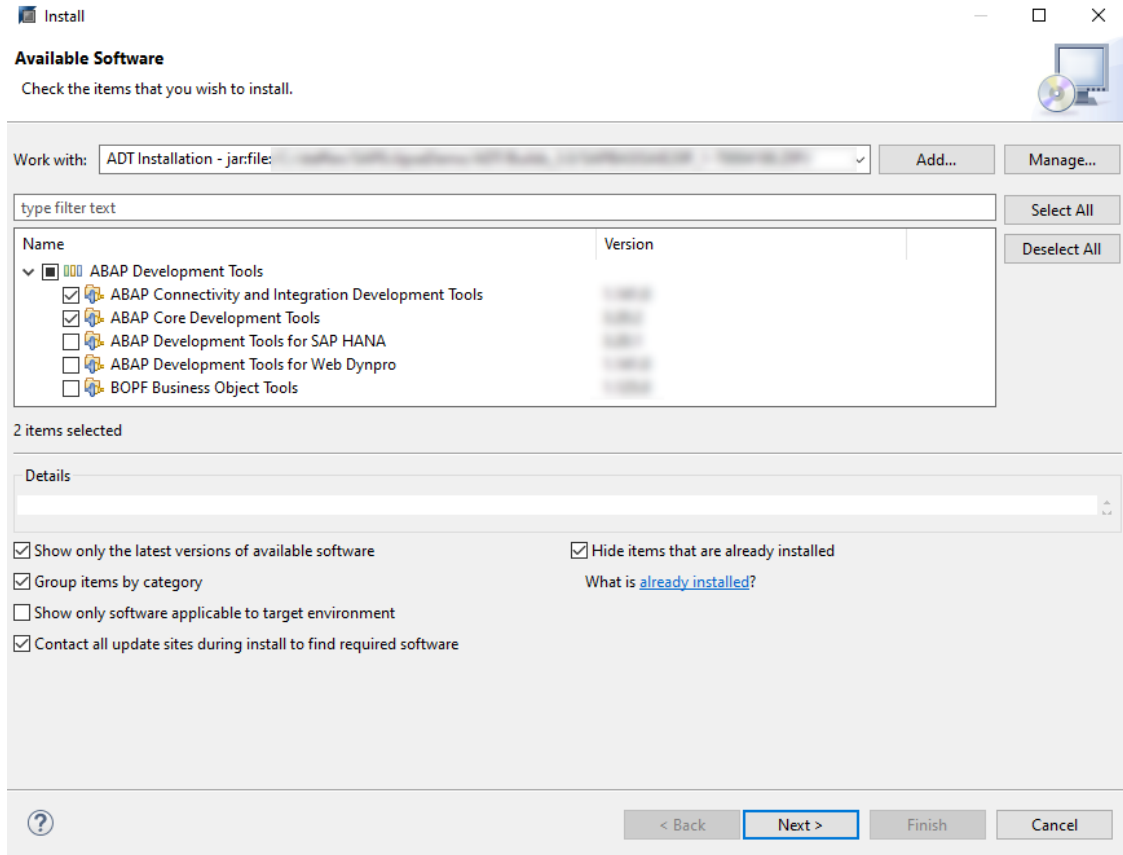 Install
Available Software
Check the items that you wish to install.
Work with: ADT Installation - jar:file: Add... Manage...
type filter text Select All
Name Version Deselect All
ABAP Development Tools
ABAP Connectivity and Integration Development Tools
ABAP Core Development Tools
ABAP Development Tools for SAP HANA
ABAP Development Tools for Web Dynpro
BOPF Business Object Tools
2 items selected
Details
Show only the latest versions of available software Hide items that are already installed
Group items by category What is already installed?
Show only software applicable to target environment
Contact all update sites during install to find required software
? < Back Next > Finish Cancel